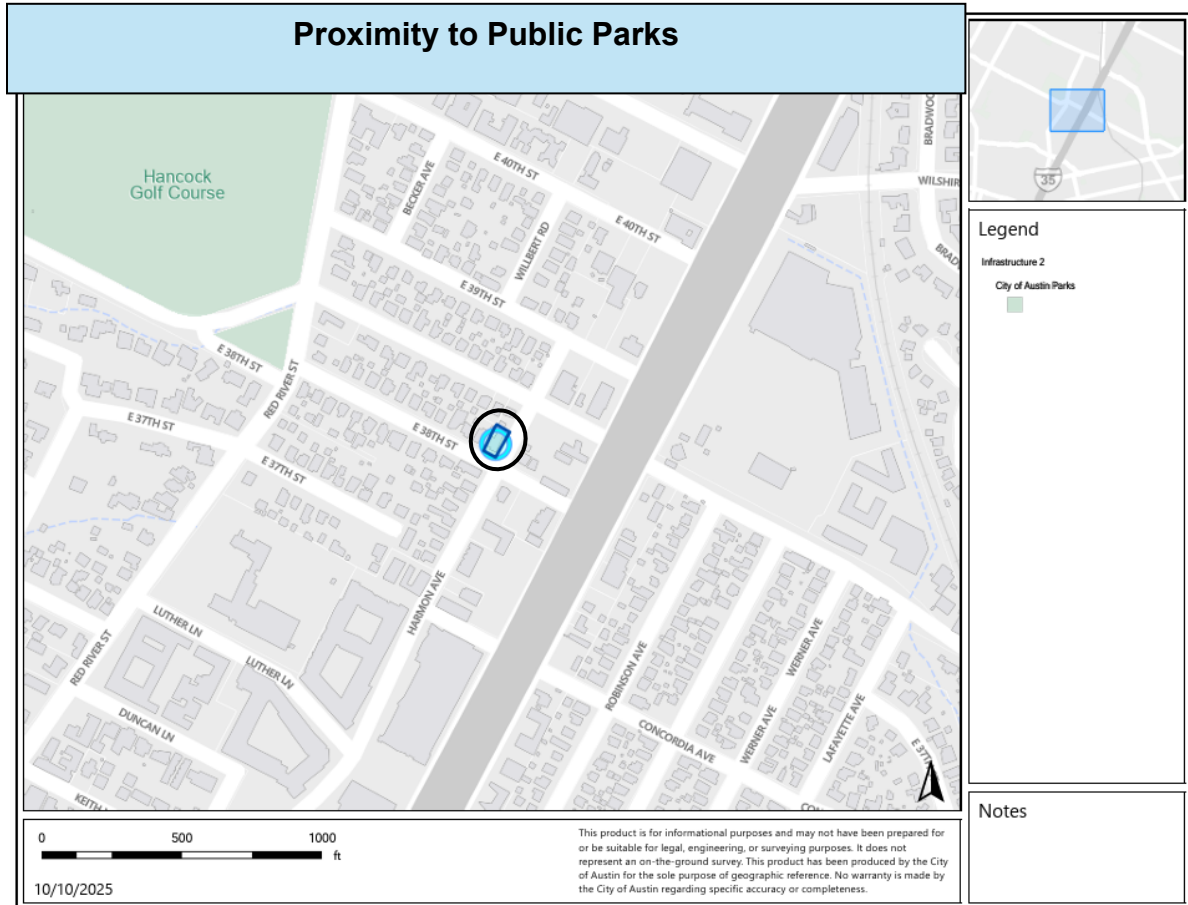 Proximity to Public Parks
Hancock
Golf Course
BECKER AVE
E 40TH ST
E 40TH ST
WILLBERT RD
E 39TH ST
BRADWOO
WILSHIR
BRADW
E 38TH ST
RED RIVER ST
E 37TH ST
E 38TH ST
E 37TH ST
HARMON AVE
LUTHER LN
LUTHER LN
RED RIVER ST
DUNCAN LN
ROBINSON AVE
CONCORDIA AVE
WERNER AVE
WERNER AVE
LAFAYETTE AVE
E 37TH
35
Legend
Infrastructure 2
City of Austin Parks
Notes
0 500 1000
ft
10/10/2025
This product is for informational purposes and may not have been prepared for
or be suitable for legal, engineering, or surveying purposes. It does not
represent an on-the-ground survey. This product has been produced by the City
of Austin for the sole purpose of geographic reference. No warranty is made by
the City of Austin regarding specific accuracy or completeness.